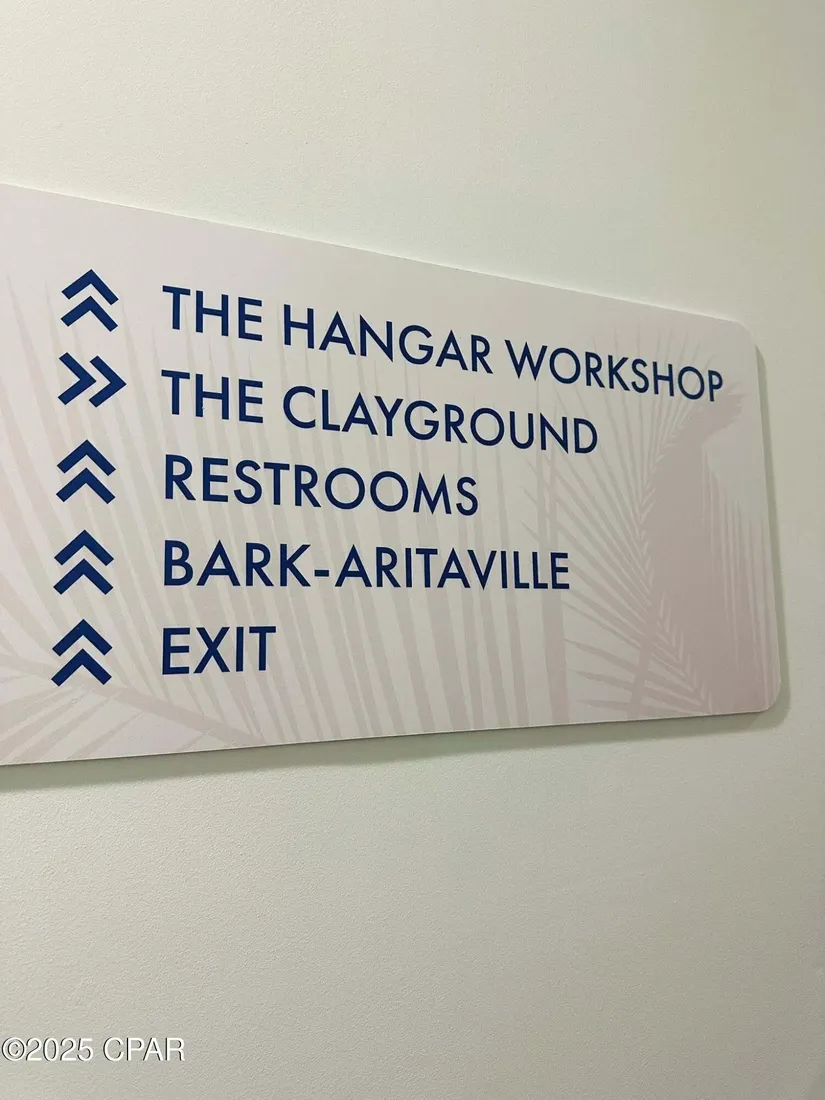 THE HANGAR WORKSHOP
THE CLAYGROUND
RESTROOMS
BARK-ARITAVILLE
EXIT
©2025 CPAR